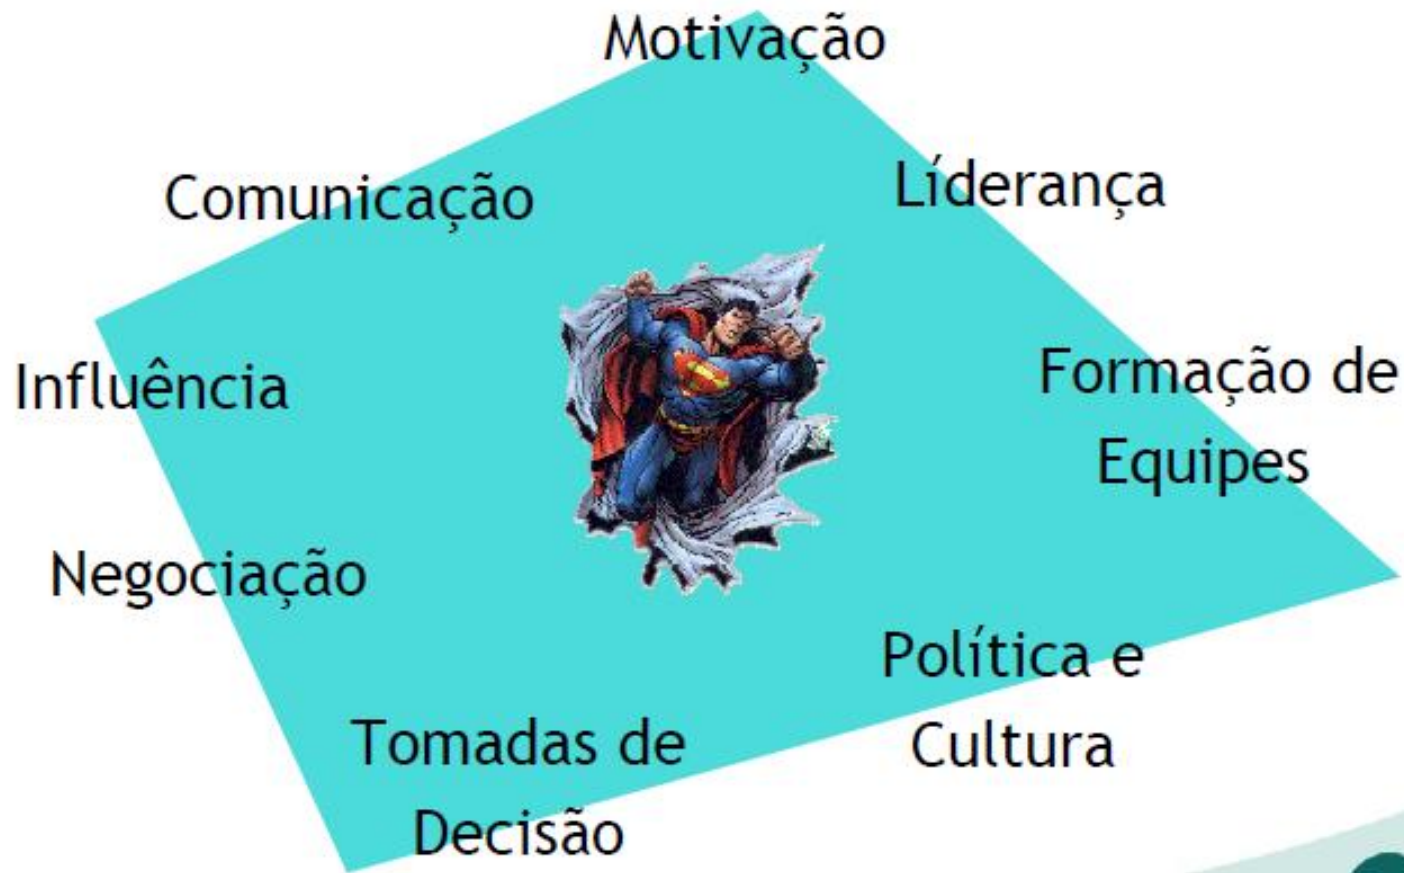 Motivação
Comunicação
Líderança
Influência
Formação de
Equipes
Negociação
Política e
Cultura
Tomadas de
Decisão